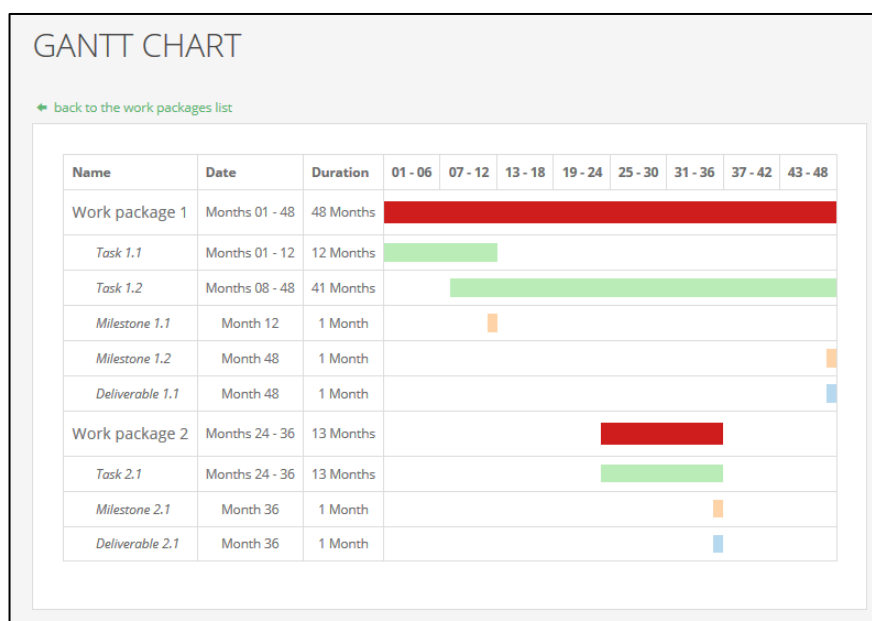 GANTT CHART
back to the work packages list
Name Date Duration 01 - 06 07 - 12 13 - 18 19 - 24 25 - 30 31 - 36 37 - 42 43 - 48
Work package 1 Months 01 - 48 48 Months
Task 1.1 Months 01 - 12 12 Months
Task 1.2 Months 08 - 48 41 Months
Milestone 1.1 Month 12 1 Month
Milestone 1.2 Month 48 1 Month
Deliverable 1.1 Month 48 1 Month
Work package 2 Months 24 - 36 13 Months
Task 2.1 Months 24 - 36 13 Months
Milestone 2.1 Month 36 1 Month
Deliverable 2.1 Month 36 1 Month